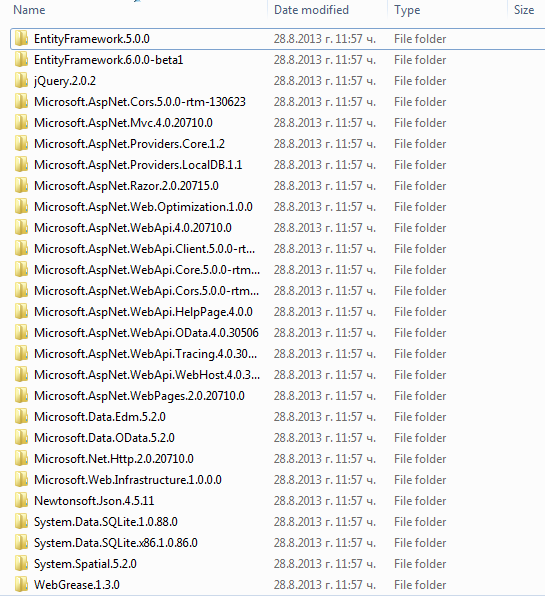 Name Date modified Type Size
EntityFramework.5.0.0 28.8.2013 г. 11:57 ч. File folder
EntityFramework.6.0.0-beta1 28.8.2013 г. 11:57 ч. File folder
jQuery.2.0.2 28.8.2013 г. 11:57 ч. File folder
Microsoft.AspNet.Cors.5.0.0-rtm-130623 28.8.2013 г. 11:57 ч. File folder
Microsoft.AspNet.Mvc.4.0.20710.0 28.8.2013 г. 11:57 ч. File folder
Microsoft.AspNet.Providers.Core.1.2 28.8.2013 г. 11:57 ч. File folder
Microsoft.AspNet.Providers.LocalDB.1.1 28.8.2013 г. 11:57 ч. File folder
Microsoft.AspNet.Razor.2.0.20715.0 28.8.2013 г. 11:57 ч. File folder
Microsoft.AspNet.Web.Optimization.1.0.0 28.8.2013 г. 11:57 ч. File folder
Microsoft.AspNet.WebApi.4.0.20710.0 28.8.2013 г. 11:57 ч. File folder
Microsoft.AspNet.WebApi.Client.5.0.0-rt... 28.8.2013 г. 11:57 ч. File folder
Microsoft.AspNet.WebApi.Core.5.0.0-rtm... 28.8.2013 г. 11:57 ч. File folder
Microsoft.AspNet.WebApi.Cors.5.0.0-rtm... 28.8.2013 г. 11:57 ч. File folder
Microsoft.AspNet.WebApi.HelpPage.4.0.0 28.8.2013 г. 11:57 ч. File folder
Microsoft.AspNet.WebApi.OData.4.0.30506 28.8.2013 г. 11:57 ч. File folder
Microsoft.AspNet.WebApi.Tracing.4.0.30... 28.8.2013 г. 11:57 ч. File folder
Microsoft.AspNet.WebApi.WebHost.4.0.3... 28.8.2013 г. 11:57 ч. File folder
Microsoft.AspNet.WebPages.2.0.20710.0 28.8.2013 г. 11:57 ч. File folder
Microsoft.Data.Edm.5.2.0 28.8.2013 г. 11:57 ч. File folder
Microsoft.Data.OData.5.2.0 28.8.2013 г. 11:57 ч. File folder
Microsoft.Net.Http.2.0.20710.0 28.8.2013 г. 11:57 ч. File folder
Microsoft.Web.Infrastructure.1.0.0.0 28.8.2013 г. 11:57 ч. File folder
Newtonsoft.Json.4.5.11 28.8.2013 г. 11:57 ч. File folder
System.Data.SQLite.1.0.88.0 28.8.2013 г. 11:57 ч. File folder
System.Data.SQLite.x86.1.0.86.0 28.8.2013 г. 11:57 ч. File folder
System.Spatial.5.2.0 28.8.2013 г. 11:57 ч. File folder
WebGrease.1.3.0 28.8.2013 г. 11:57 ч. File folder